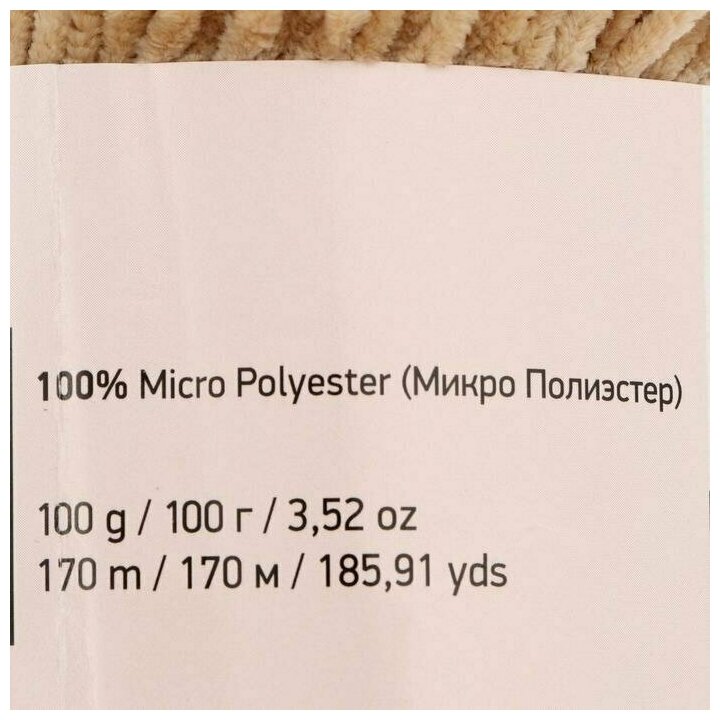 100% Micro Polyester (Микро Полиэстер)
100 g / 100 г / 3,52 oz
170 m / 170 м / 185,91 yds